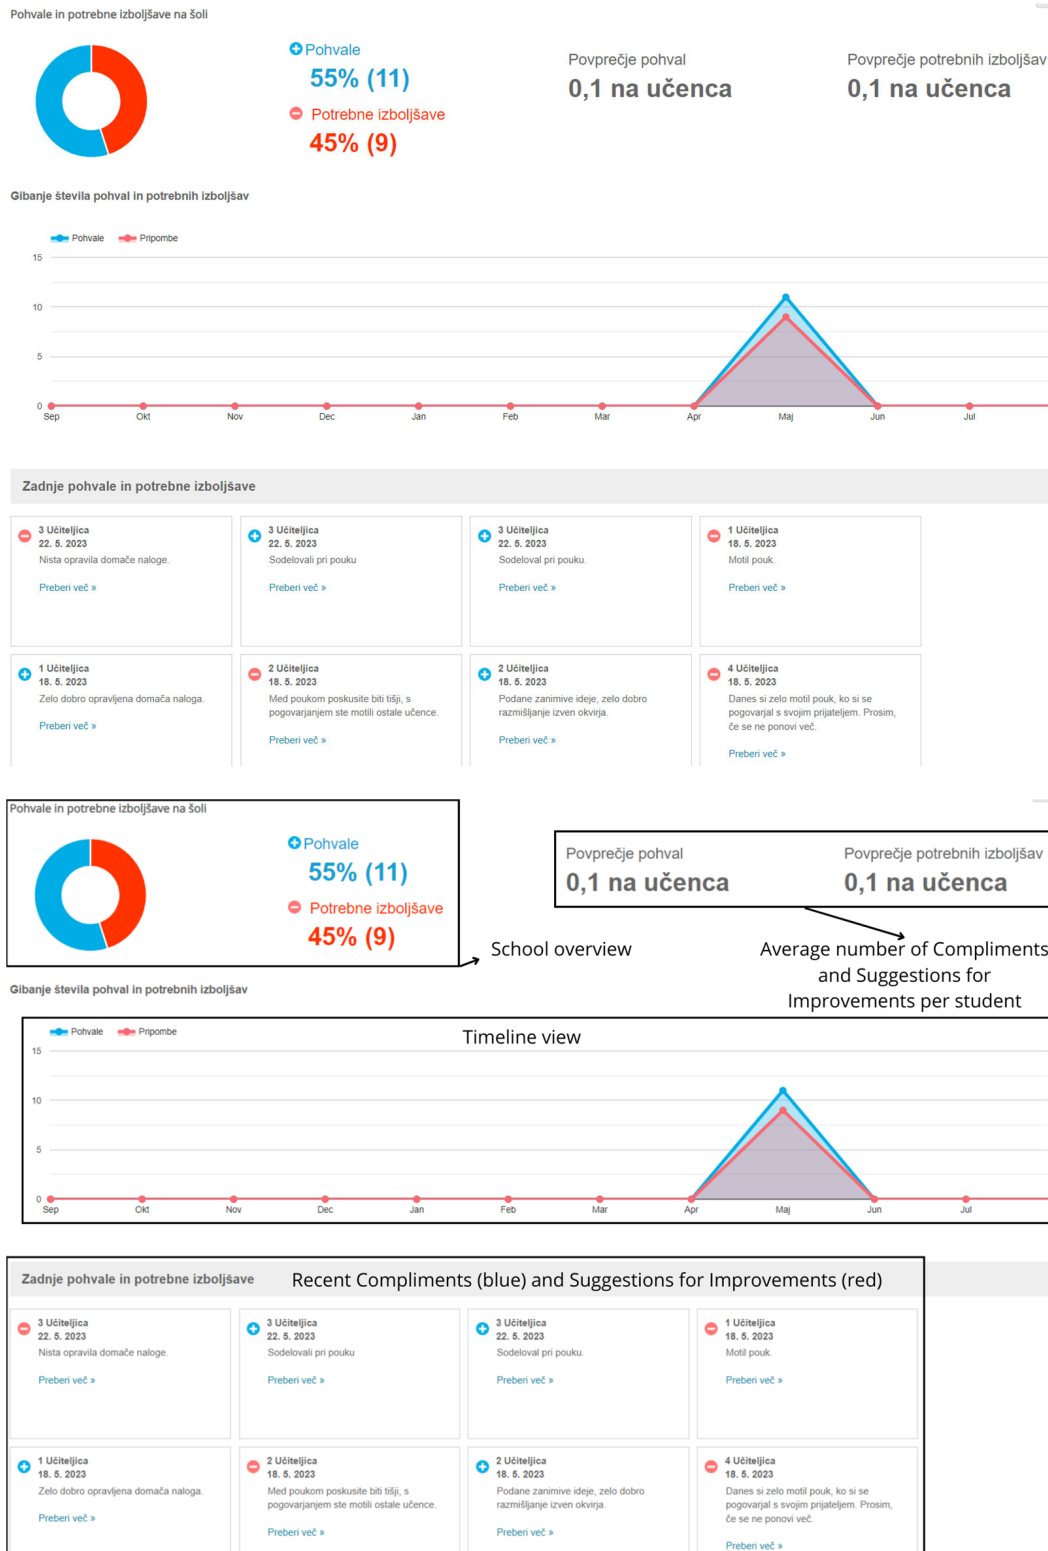 Pohvale in potrebne izboljšave na šoli
Pohvale
55% (11)
Potrebne izboljšave
45% (9)
Povprečje pohval
0,1 na učenca
Povprečje potrebnih izboljšav
0,1 na učenca
Gibanje števila pohval in potrebnih izboljšav
Pohvale Pripombe
15
10
5
0
Sep Okt Nov Dec Jan Feb Mar Apr Maj Jun Jul
Zadnje pohvale in potrebne izboljšave
3 Učiteljica
22. 5. 2023
Nista opravila domače naloge.
Preberi več »
3 Učiteljica
22. 5. 2023
Sodelovali pri pouku
Preberi več »
3 Učiteljica
22. 5. 2023
Sodeloval pri pouku.
Preberi več »
1 Učiteljica
18. 5. 2023
Motil pouk.
Preberi več »
1 Učiteljica
18. 5. 2023
Zelo dobro opravljena domača naloga.
Preberi več »
2 Učiteljica
18. 5. 2023
Med poukom poskusite biti tišji, s
pogovarjanjem ste motili ostale učence.
Preberi več »
2 Učiteljica
18. 5. 2023
Podane zanimive ideje, zelo dobro
razmišljanje izven okvirja.
Preberi več »
4 Učiteljica
18. 5. 2023
Danes si zelo motil pouk, ko si se
pogovarjal s svojim prijateljem. Prosim,
če se ne ponovi več.
Preberi več »
Pohvale in potrebne izboljšave na šoli
Pohvale
55% (11)
Potrebne izboljšave
45% (9)
School overview
Povprečje pohval
0,1 na učenca
Povprečje potrebnih izboljšav
0,1 na učenca
Average number of Compliments
and Suggestions for
Improvements per student
Gibanje števila pohval in potrebnih izboljšav
Pohvale Pripombe
Timeline view
15
10
5
0
Sep Okt Nov Dec Jan Feb Mar Apr Maj Jun Jul
Zadnje pohvale in potrebne izboljšave
Recent Compliments (blue) and Suggestions for Improvements (red)
3 Učiteljica
22. 5. 2023
Nista opravila domače naloge.
Preberi več »
3 Učiteljica
22. 5. 2023
Sodelovali pri pouku
Preberi več »
3 Učiteljica
22. 5. 2023
Sodeloval pri pouku.
Preberi več »
1 Učiteljica
18. 5. 2023
Motil pouk.
Preberi več »
1 Učiteljica
18. 5. 2023
Zelo dobro opravljena domača naloga.
Preberi več »
2 Učiteljica
18. 5. 2023
Med poukom poskusite biti tišji, s
pogovarjanjem ste motili ostale učence.
Preberi več »
2 Učiteljica
18. 5. 2023
Podane zanimive ideje, zelo dobro
razmišljanje izven okvirja.
Preberi več »
4 Učiteljica
18. 5. 2023
Danes si zelo motil pouk, ko si se
pogovarjal s svojim prijateljem. Prosim,
če se ne ponovi več.
Preberi več »